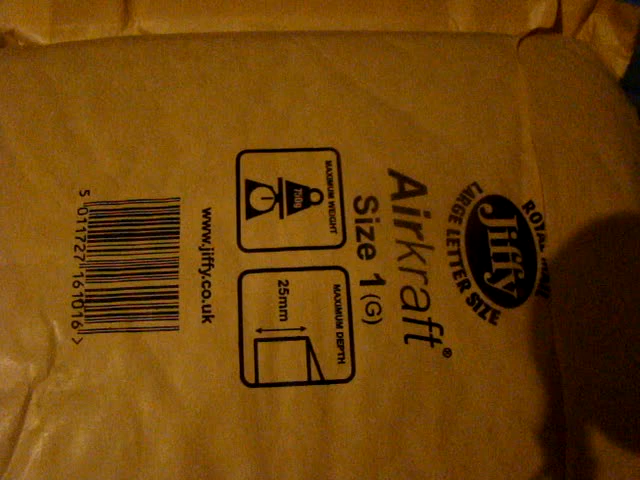 ROYAL MAIL
Jiffy
LARGE LETTER SIZE
Airkraft®
Size 1 (G)
MAXIMUM WEIGHT
750g
MAXIMUM DEPTH
25mm
www.jiffy.co.uk
5 011727 161016 >